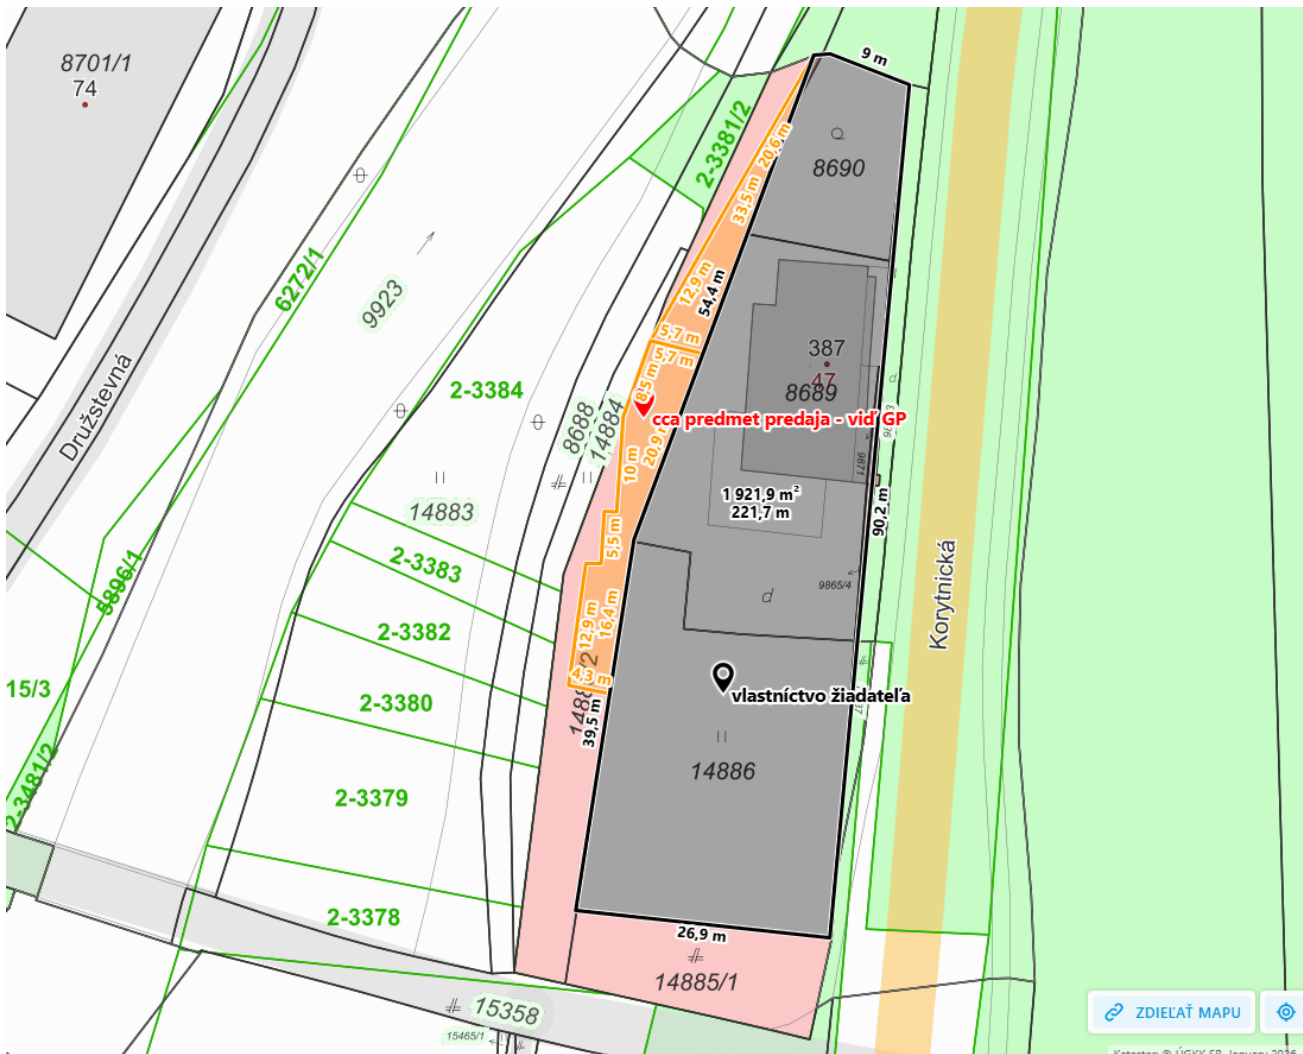 8701/1
74
9 m
2-3381/2
20,6 m
8690
33,5 m
6272/1
12,9 m
54,4 m
9923
5,7 m
5,7 m
387
47
8689
Družstevná
2-3384
8,5 m
8688
14884
cca predmet predaja - viď GP
20,9
10 m
9871
1 921,9 m²
221,7 m
90,2 m
14883
5,5 m
2-3383
5896/1
9865/4
d
Korytnická
2-3382
12,9 m
16,4 m
15/3
4,3 m
vlastníctvo žiadateľa
2-3380
39,5 m
14886
2-3481/2
2-3379
2-3378
26,9 m
14885/1
15358
15465/1
ZDIEĽAŤ MAPU